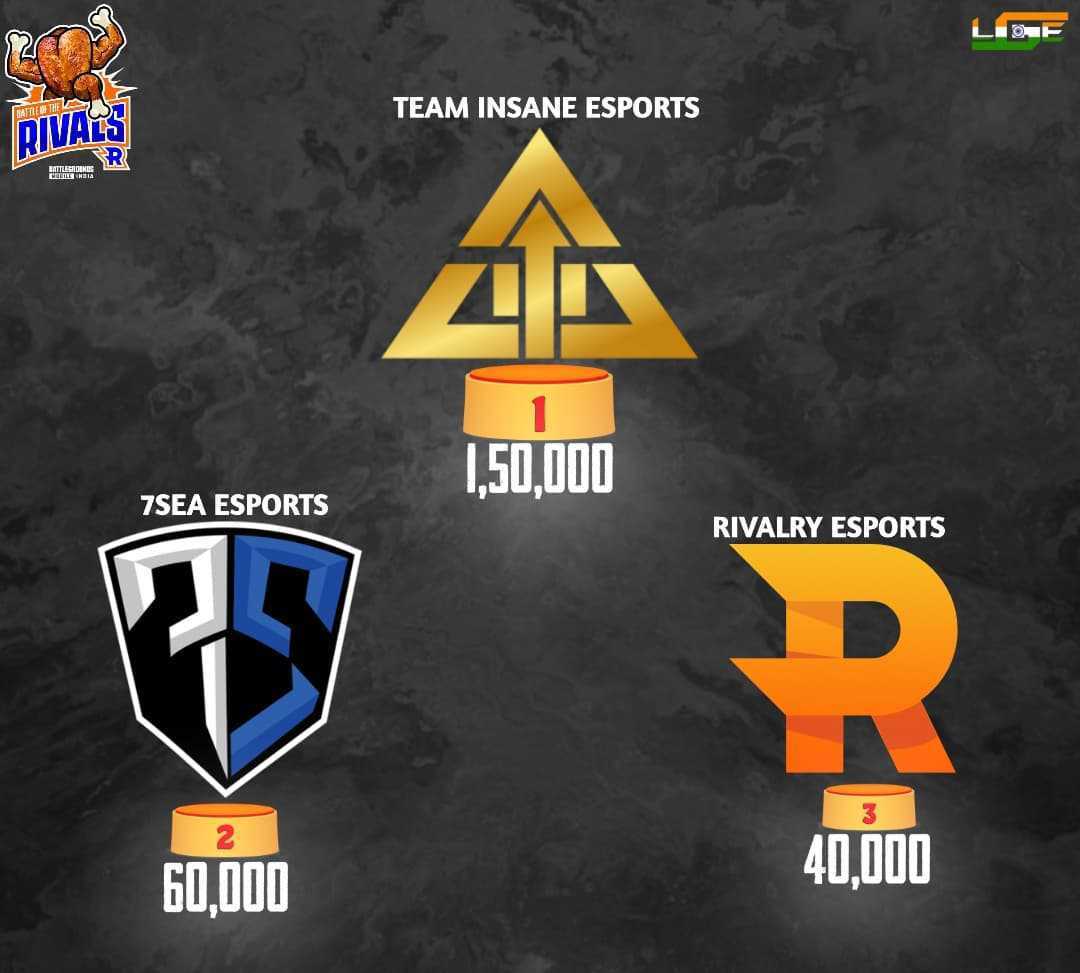 BATTLE OF THE
RIVALS
R
BATTLEGROUNDS
MOBILE INDIA
LGE
TEAM INSANE ESPORTS
1
1,50,000
7SEA ESPORTS
2
60,000
RIVALRY ESPORTS
R
3
40,000